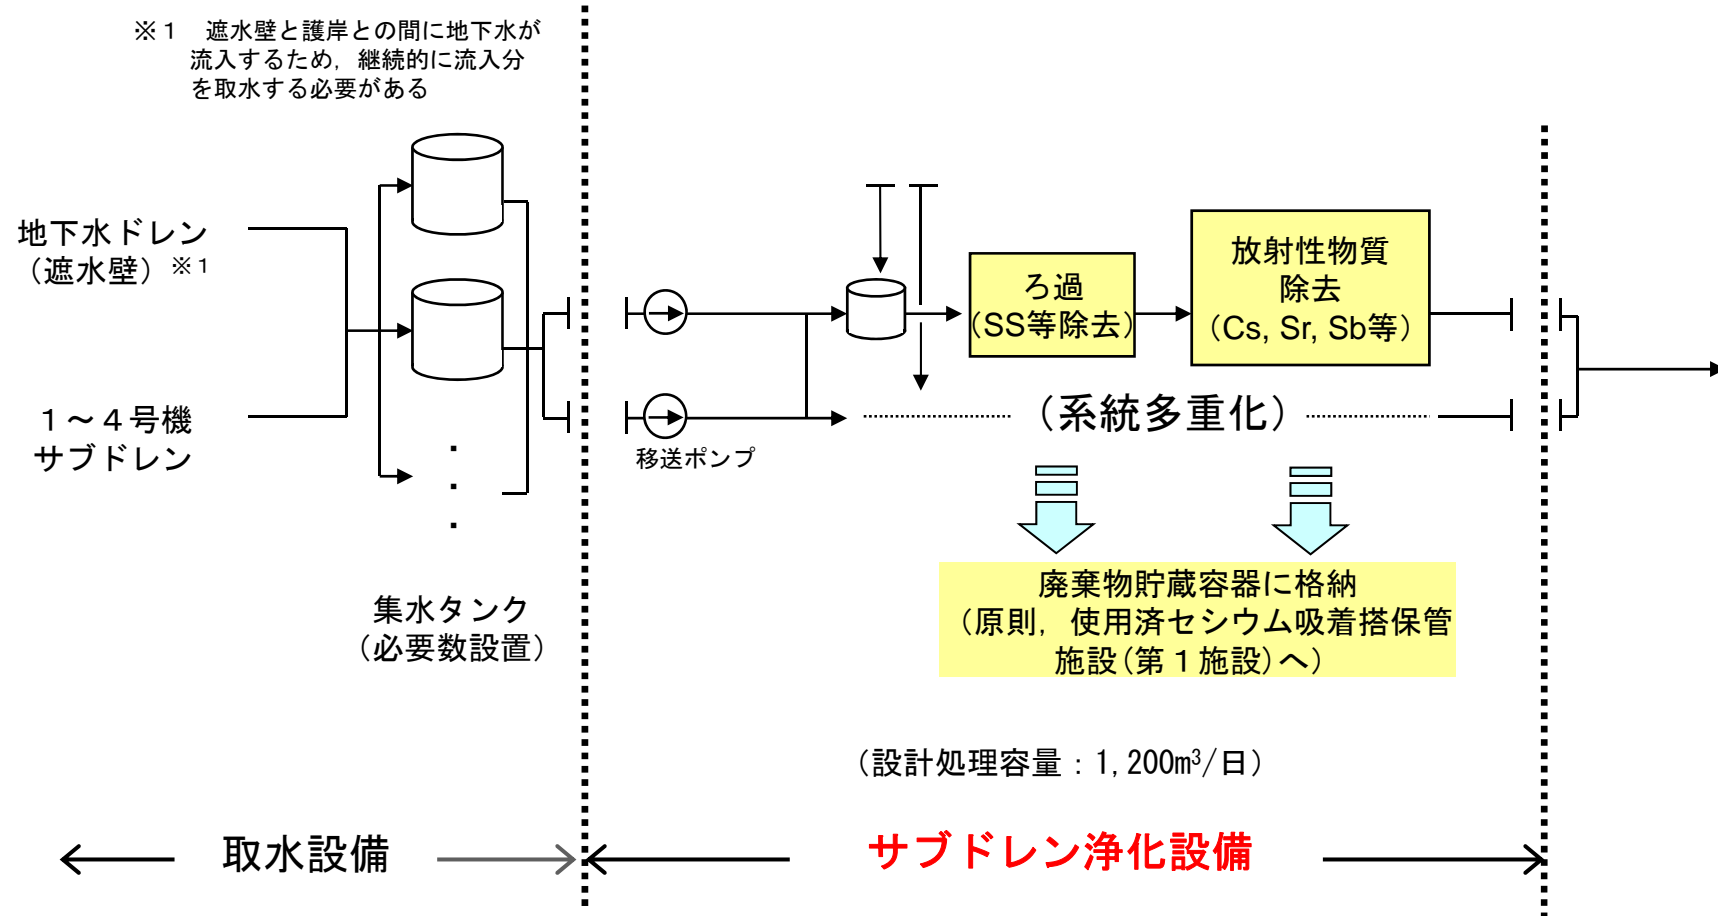 ※１　遮水壁と護岸との間に地下水が
流入するため，継続的に流入分
を取水する必要がある
地下水ドレン
（遮水壁）※１
１～４号機
サブドレン
・
・
・
集水タンク
（必要数設置）
移送ポンプ
ろ過
（SS等除去）
放射性物質
除去
（Cs, Sr, Sb等）
（系統多重化）
廃棄物貯蔵容器に格納
（原則，使用済セシウム吸着搭保管
施設(第１施設)へ）
（設計処理容量：1,200m³/日）
取水設備
サブドレン浄化設備